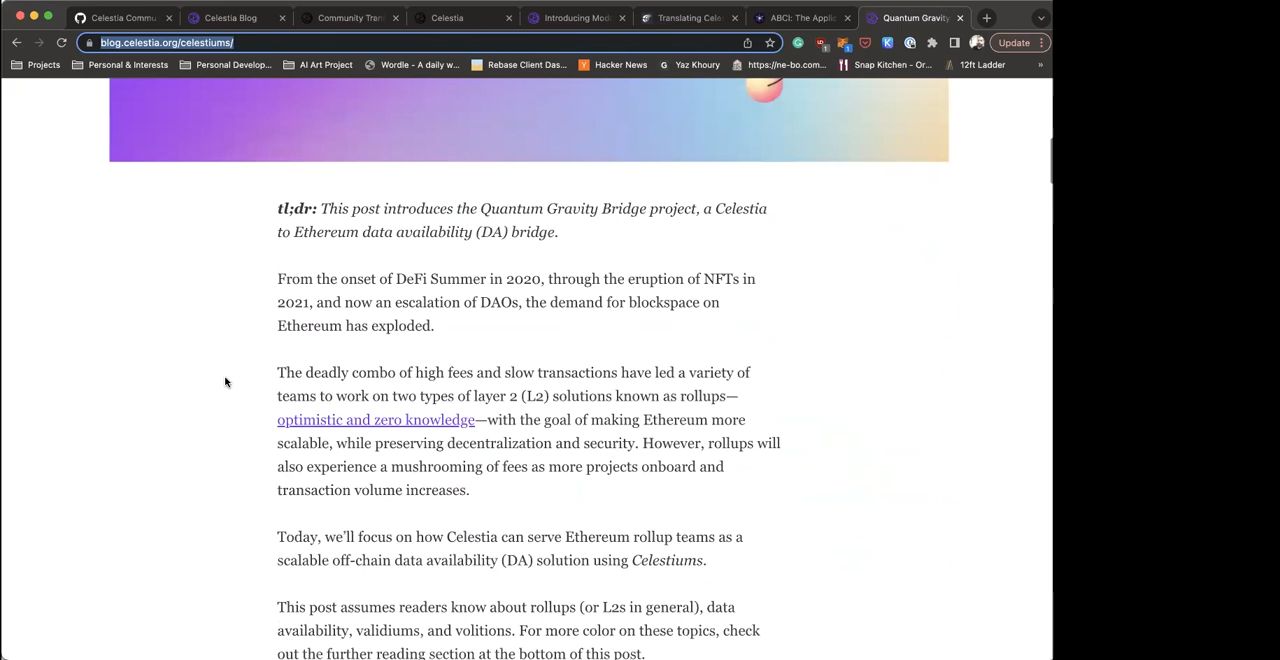 Celestia Commu
Celestia Blog
Community Tran
Celestia
Introducing Mod
Translating Cele
ABCI: The Applic
Quantum Gravity
blog.celestia.org/celestiums/
Update
Projects
Personal & Interests
Personal Develop...
AI Art Project
Wordle - A daily w...
Rebase Client Das...
Hacker News
Yaz Khoury
https://ne-bo.com...
Snap Kitchen - Or...
12ft Ladder
»
tl;dr: This post introduces the Quantum Gravity Bridge project, a Celestia
to Ethereum data availability (DA) bridge.
From the onset of DeFi Summer in 2020, through the eruption of NFTs in
2021, and now an escalation of DAOs, the demand for blockspace on
Ethereum has exploded.
The deadly combo of high fees and slow transactions have led a variety of
teams to work on two types of layer 2 (L2) solutions known as rollups—
optimistic and zero knowledge—with the goal of making Ethereum more
scalable, while preserving decentralization and security. However, rollups will
also experience a mushrooming of fees as more projects onboard and
transaction volume increases.
Today, we'll focus on how Celestia can serve Ethereum rollup teams as a
scalable off-chain data availability (DA) solution using Celestiums.
This post assumes readers know about rollups (or L2s in general), data
availability, validiums, and volitions. For more color on these topics, check
out the further reading section at the bottom of this post.